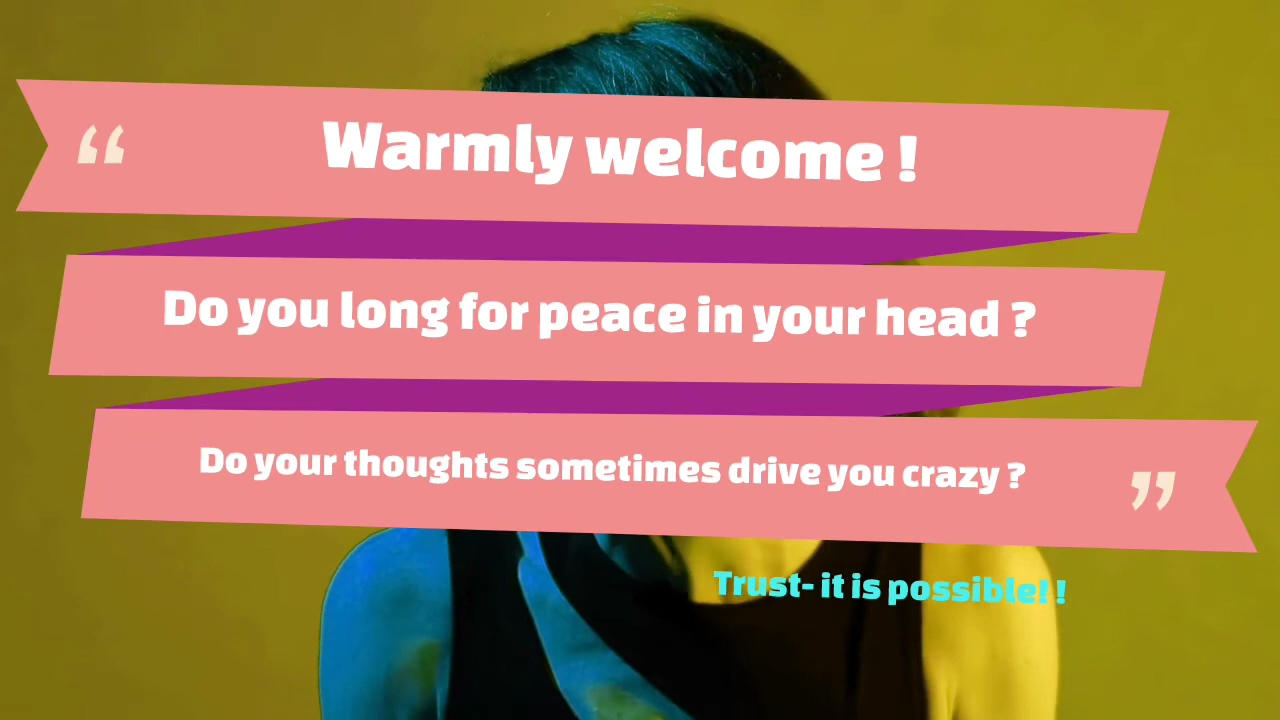 “ Warmly welcome !
Do you long for peace in your head ?
Do your thoughts sometimes drive you crazy ? ”
Trust- it is possible! !